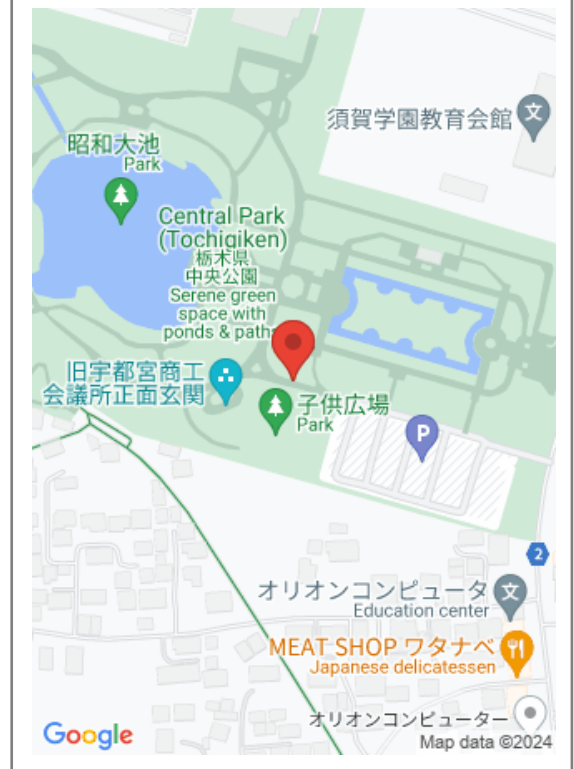 須賀学園教育会館
昭和大池
Park
Central Park
(Tochigiken)
栃木県
中央公園
Serene green
space with
ponds & paths
旧宇都宮商工
会議所正面玄関
子供広場
Park
P
2
オリオンコンピュータ
Education center
MEAT SHOP ワタナベ
Japanese delicatessen
オリオンコンピューター
Google
Map data ©2024